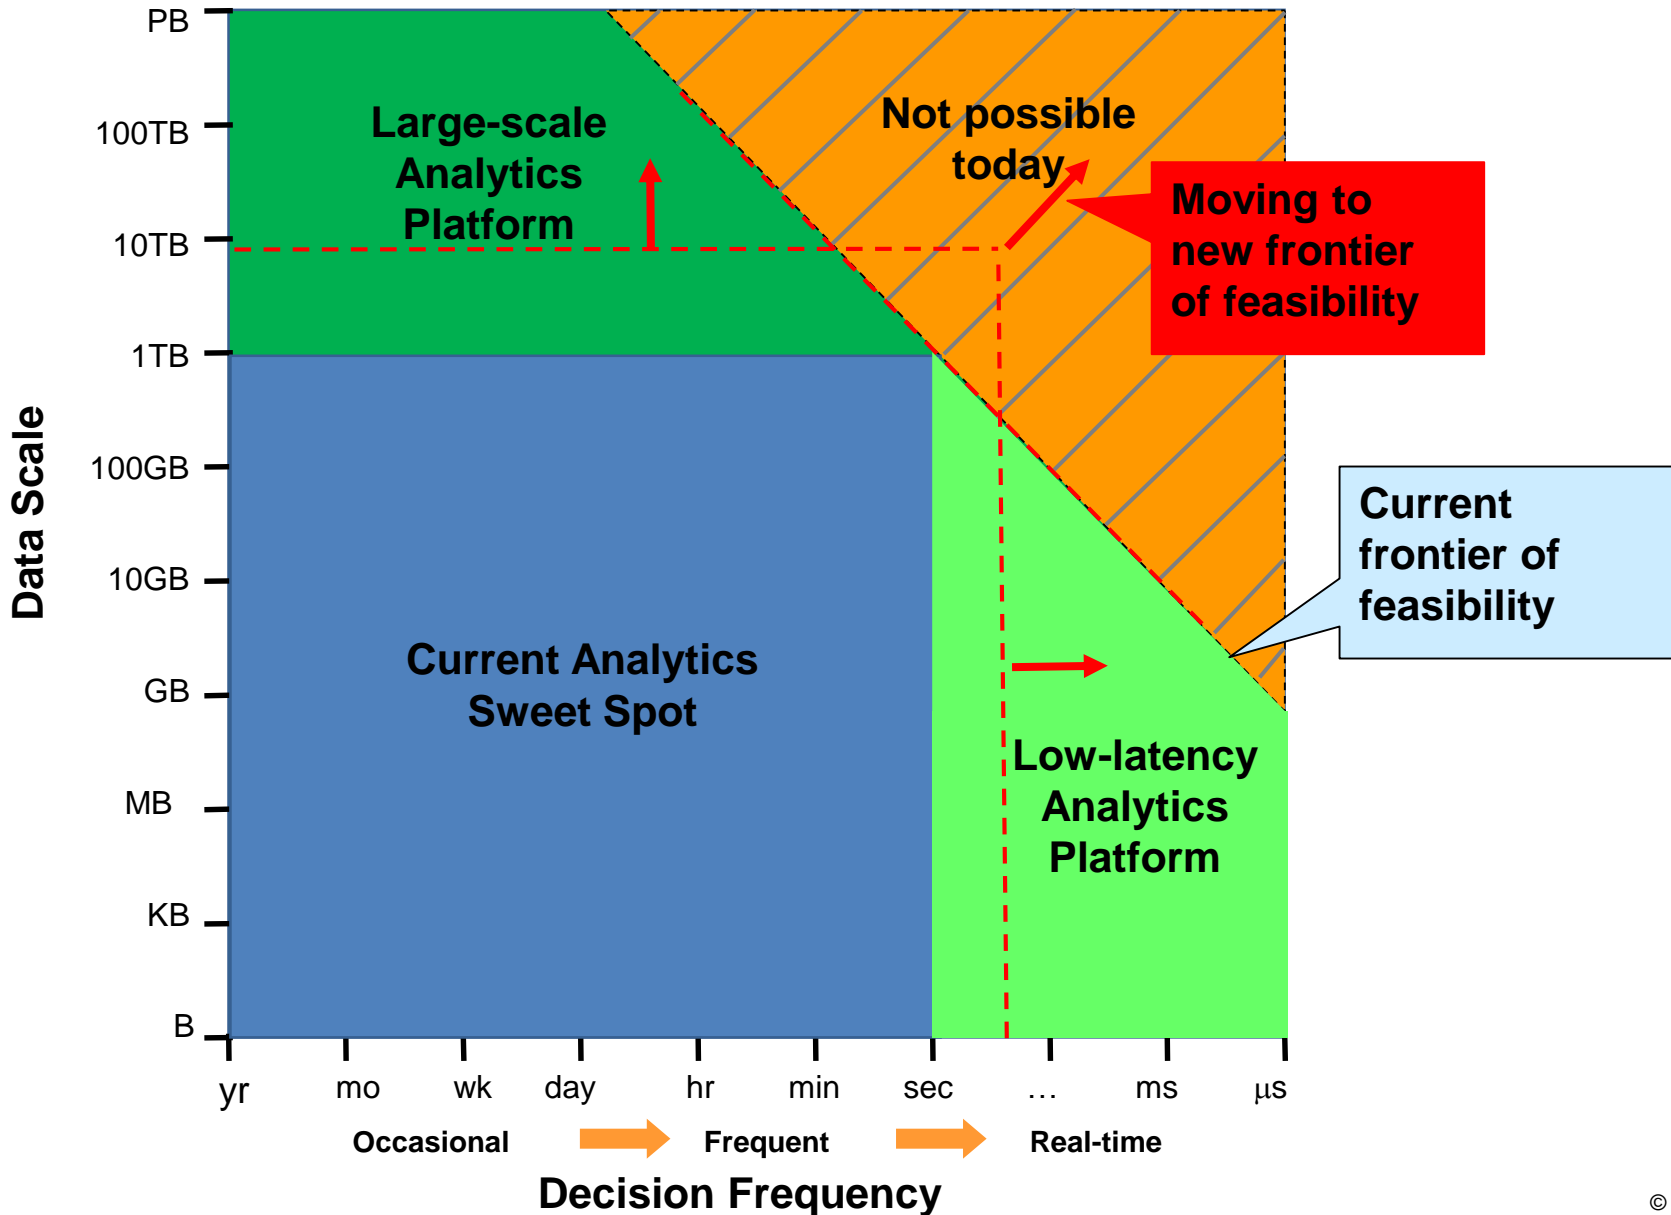 PB
100TB
10TB
1TB
100GB
10GB
GB
MB
KB
B
Data Scale
Large-scale
Analytics
Platform
Not possible
today
Moving to
new frontier
of feasibility
Current
frontier of
feasibility
Current Analytics
Sweet Spot
Low-latency
Analytics
Platform
yr mo wk day hr min sec … ms μs
Occasional Frequent Real-time
Decision Frequency
©